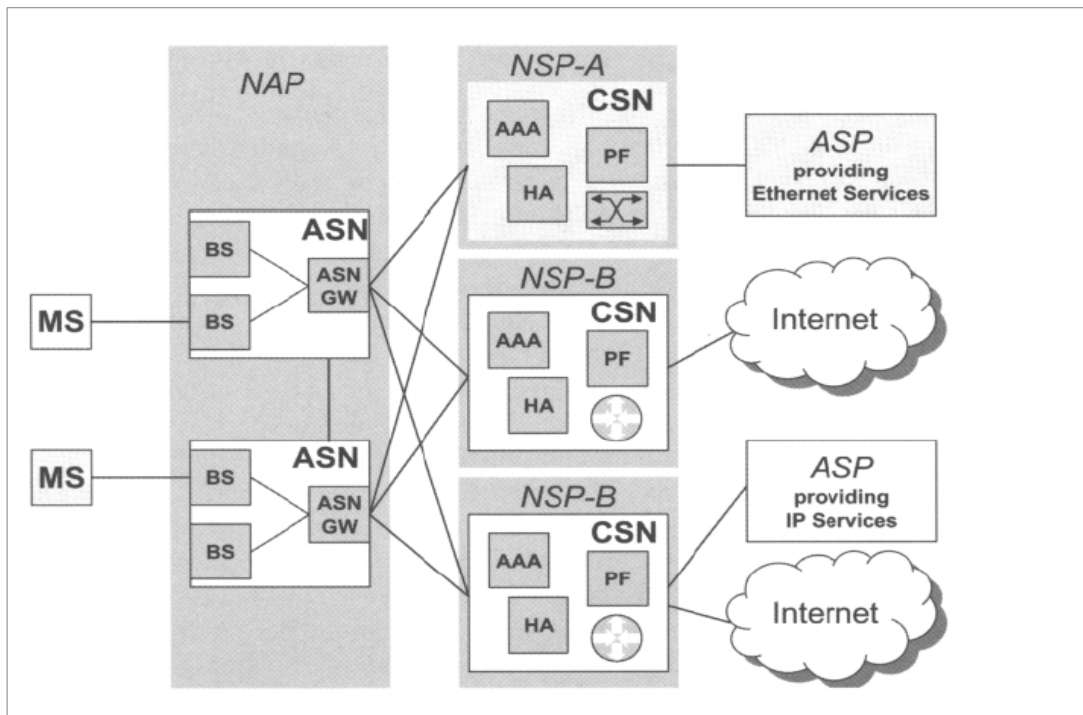 NAP
ASN
BS
BS
ASN
GW
MS
ASN
BS
BS
ASN
GW
MS
NSP-A
CSN
AAA
PF
HA
NSP-B
CSN
AAA
PF
HA
NSP-B
CSN
AAA
PF
HA
ASP
providing
Ethernet Services
Internet
ASP
providing
IP Services
Internet